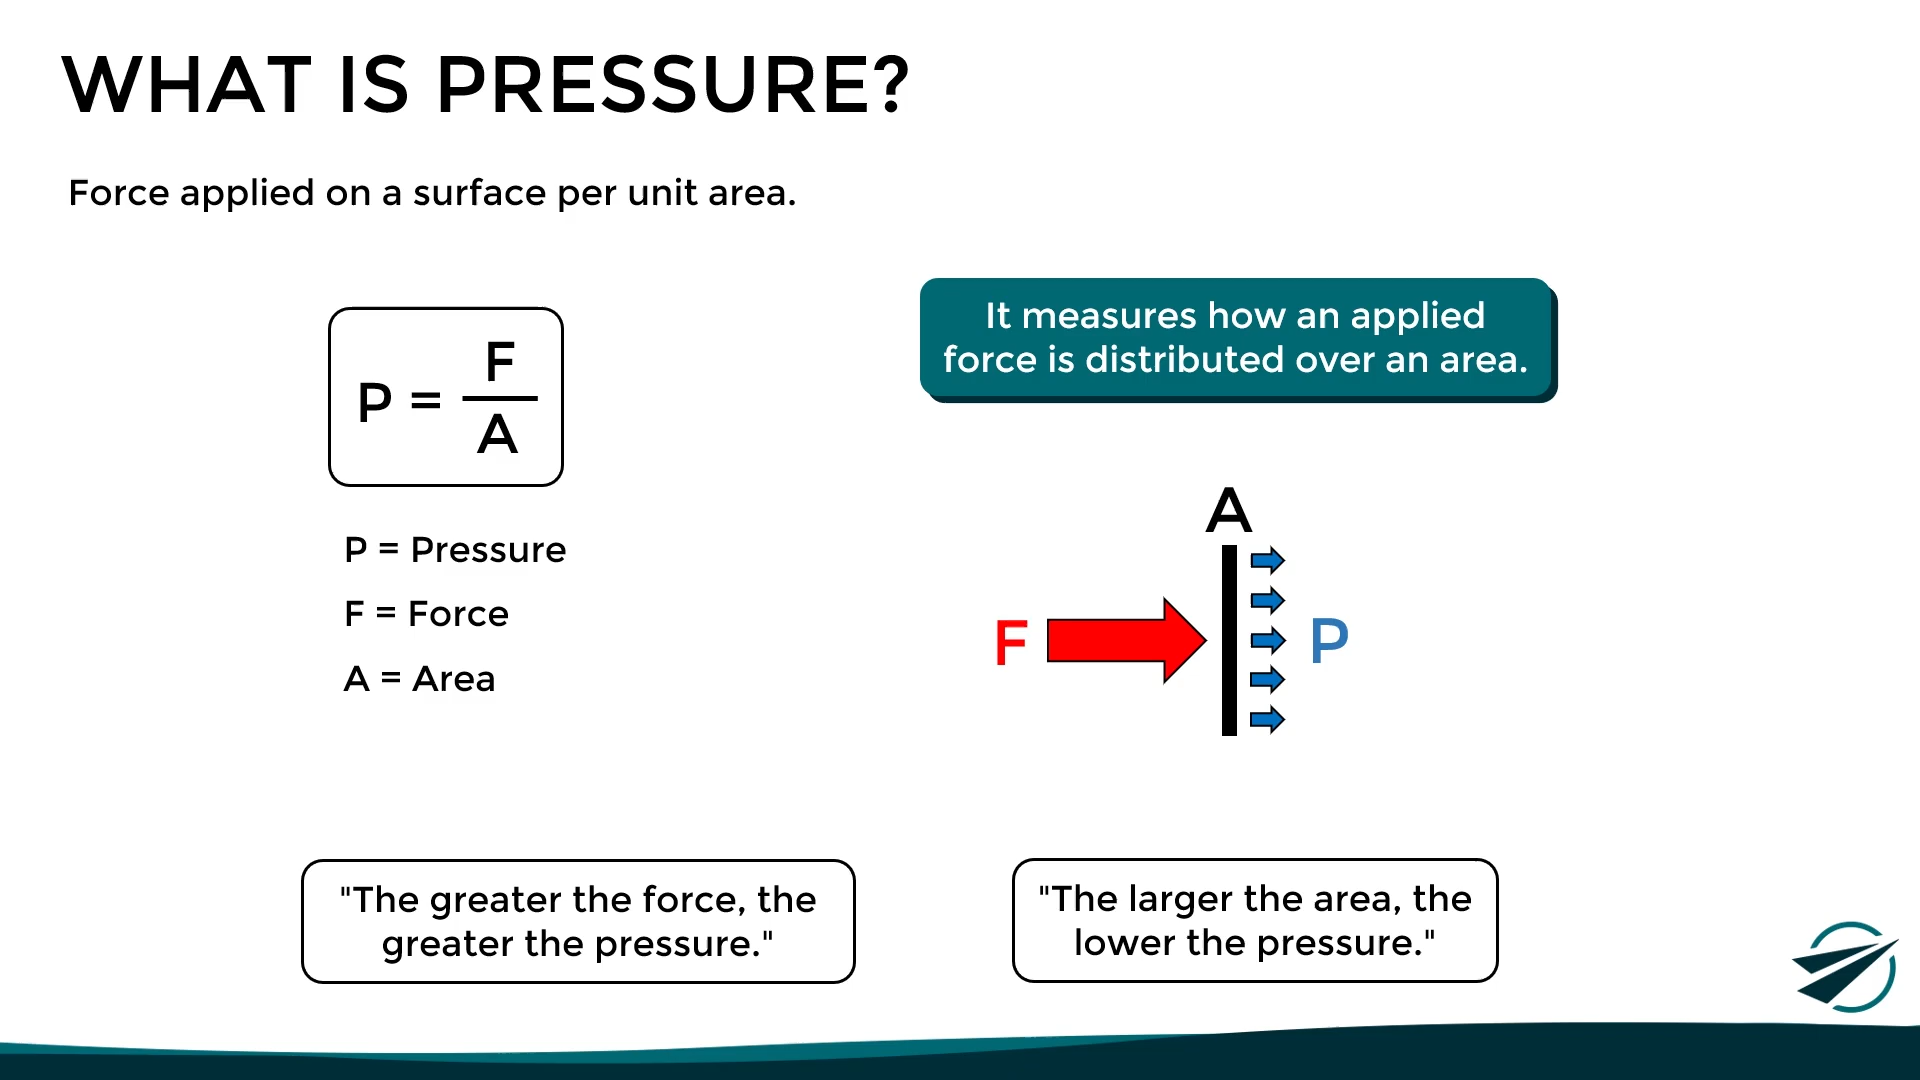 WHAT IS PRESSURE?
Force applied on a surface per unit area.
P = F
A
P = Pressure
F = Force
A = Area
It measures how an applied
force is distributed over an area.
A
F
P
"The greater the force, the
greater the pressure."
"The larger the area, the
lower the pressure."